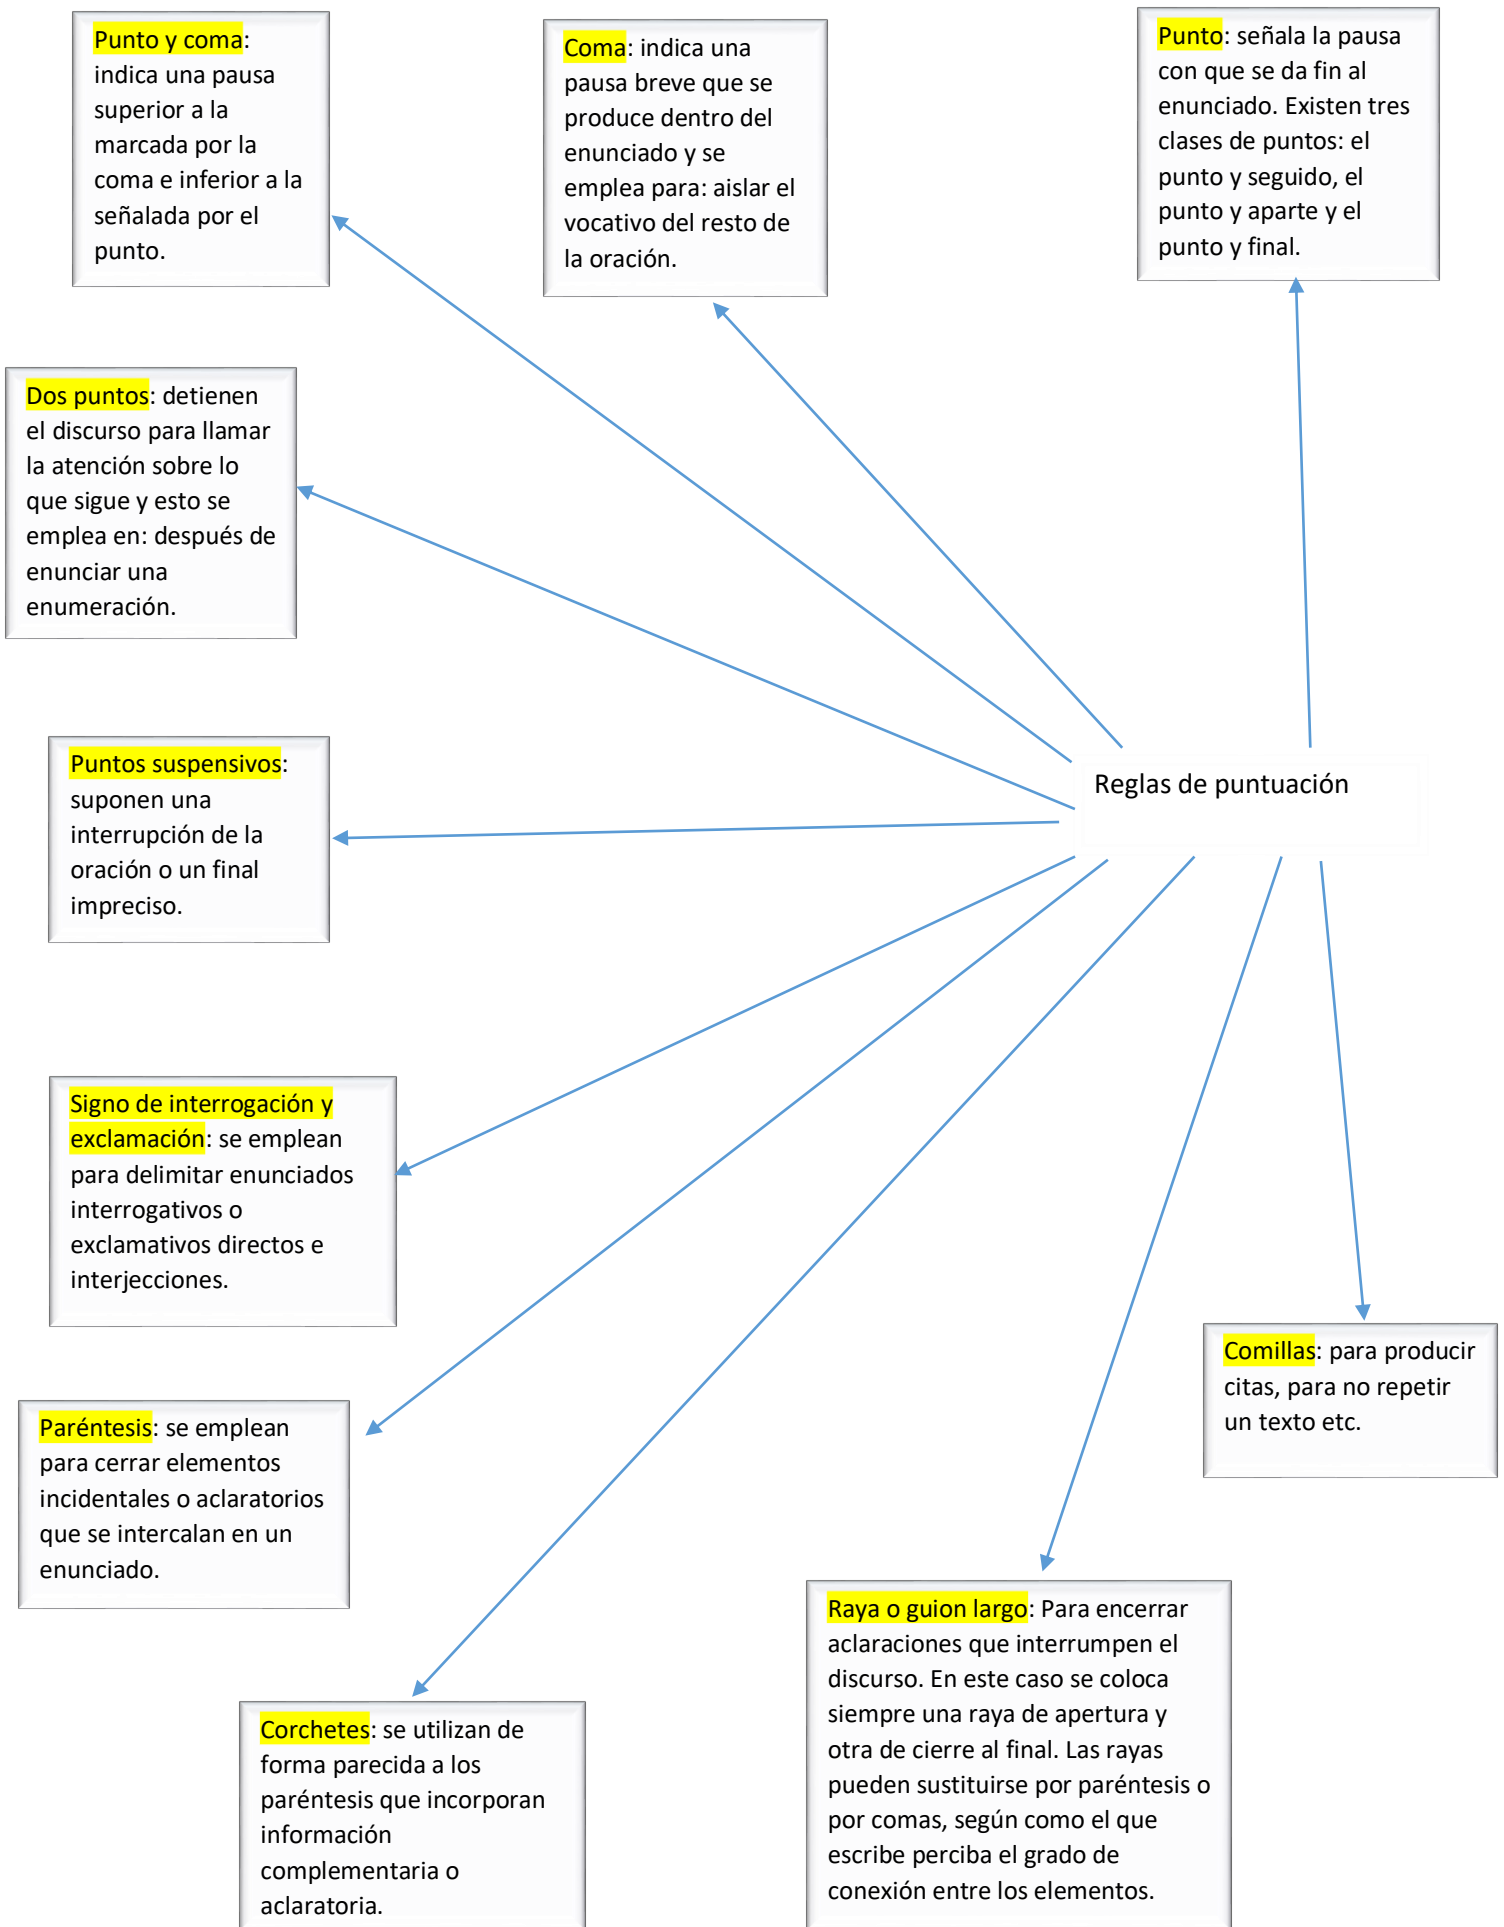 Punto y coma:
indica una pausa
superior a la
marcada por la
coma e inferior a la
señalada por el
punto.
Coma: indica una
pausa breve que se
produce dentro del
enunciado y se
emplea para: aislar el
vocativo del resto de
la oración.
Punto: señala la pausa
con que se da fin al
enunciado. Existen tres
clases de puntos: el
punto y seguido, el
punto y aparte y el
punto y final.
Dos puntos: detienen
el discurso para llamar
la atención sobre lo
que sigue y esto se
emplea en: después de
enunciar una
enumeración.
Puntos suspensivos:
suponen una
interrupción de la
oración o un final
impreciso.
Reglas de puntuación
Signo de interrogación y
exclamación: se emplean
para delimitar enunciados
interrogativos o
exclamativos directos e
interjecciones.
Comillas: para producir
citas, para no repetir
un texto etc.
Paréntesis: se emplean
para cerrar elementos
incidentales o aclaratorios
que se intercalan en un
enunciado.
Raya o guion largo: Para encerrar
aclaraciones que interrumpen el
discurso. En este caso se coloca
siempre una raya de apertura y
otra de cierre al final. Las rayas
pueden sustituirse por paréntesis o
por comas, según como el que
escribe perciba el grado de
conexión entre los elementos.
Corchetes: se utilizan de
forma parecida a los
paréntesis que incorporan
información
complementaria o
aclaratoria.